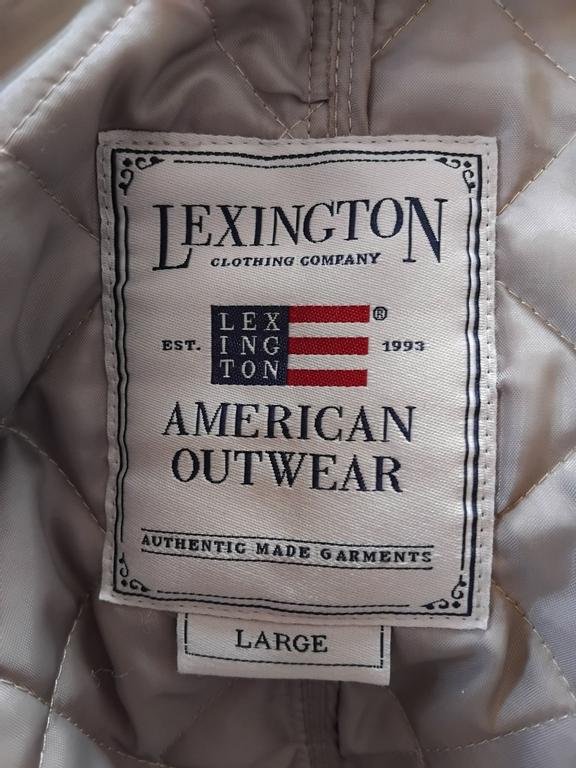 LEXINGTON
CLOTHING COMPANY
LEX
ING
TON
®
EST. 1993
AMERICAN
OUTWEAR
AUTHENTIC MADE GARMENTS
LARGE